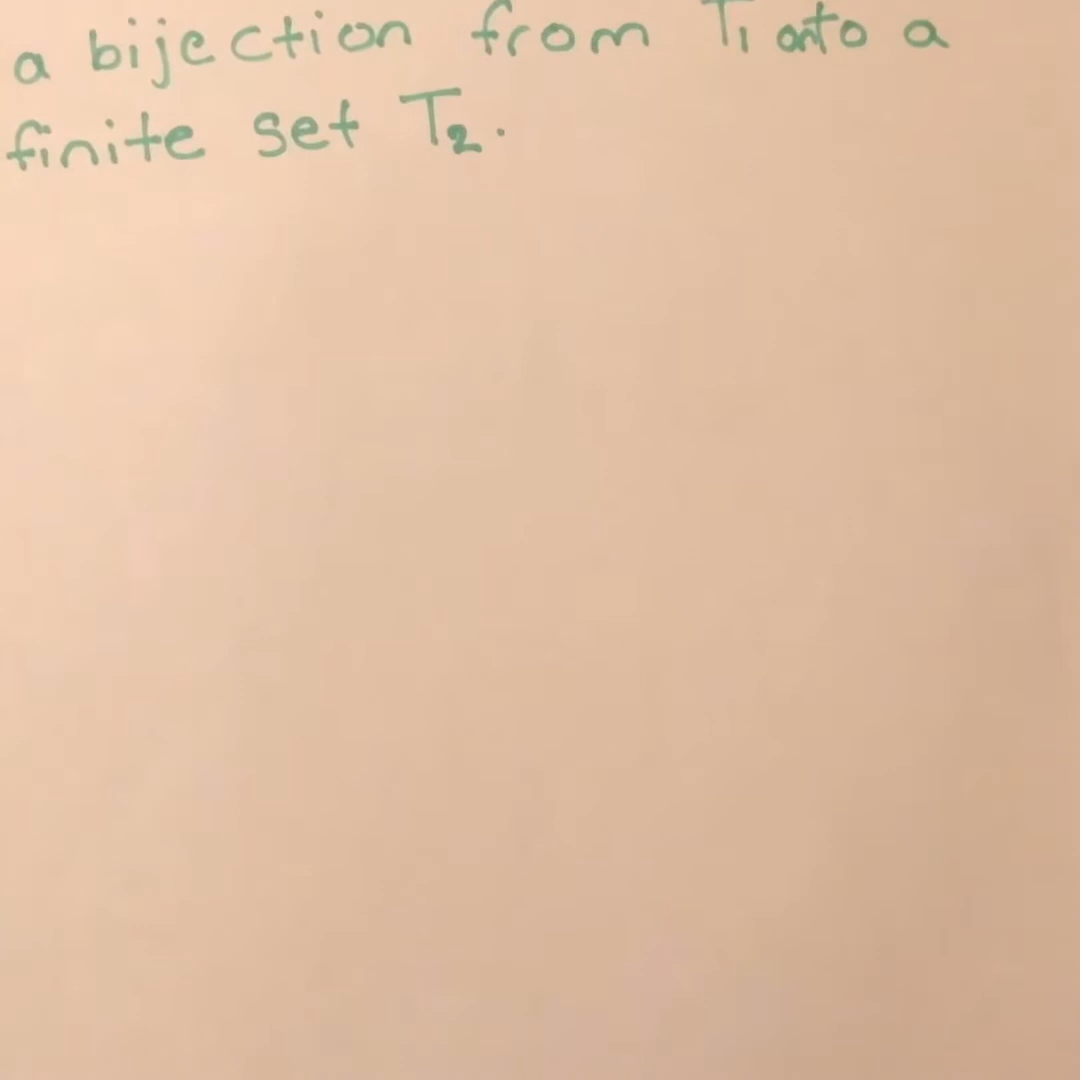 a bijection from T₁ onto a
finite set T₂.